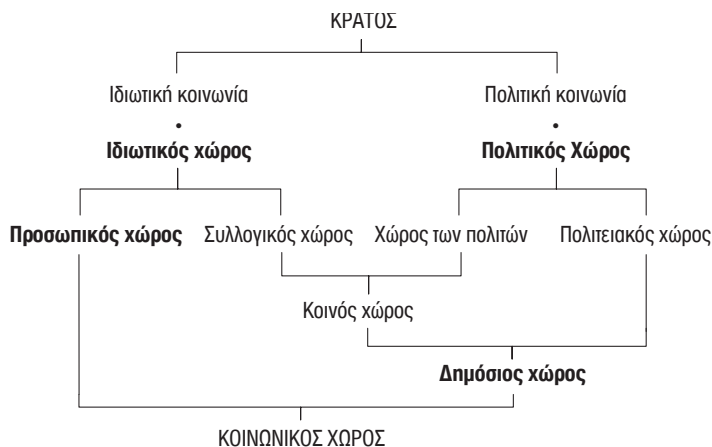 ΚΡΑΤΟΣ
Ιδιωτική κοινωνία Πολιτική κοινωνία
• •
Ιδιωτικός χώρος Πολιτικός Χώρος
Προσωπικός χώρος Συλλογικός χώρος Χώρος των πολιτών Πολιτειακός χώρος
Κοινός χώρος
Δημόσιος χώρος
ΚΟΙΝΩΝΙΚΟΣ ΧΩΡΟΣ